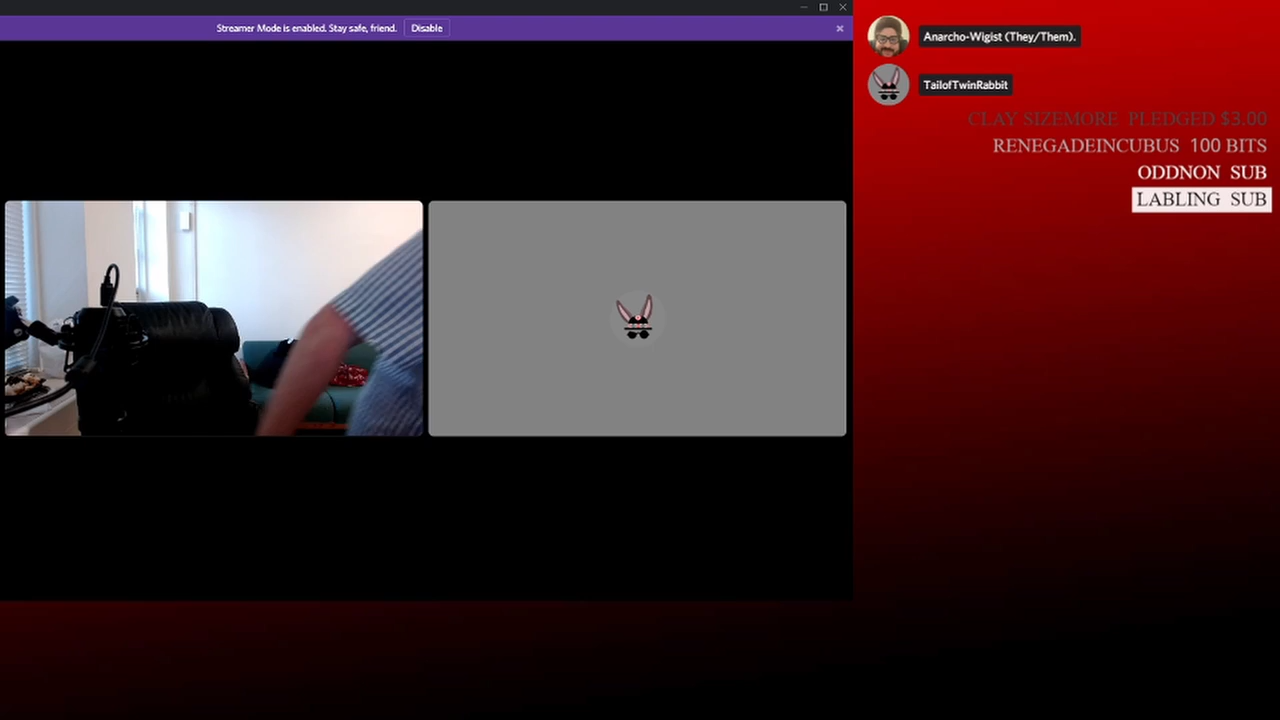 Streamer Mode is enabled. Stay safe, friend. Disable
Anarcho-Wigist (They/Them).
TailofTwinRabbit
CLAY SIZEMORE PLEDGED $3.00
RENEGADEINCUBUS 100 BITS
ODDNON SUB
LABLING SUB